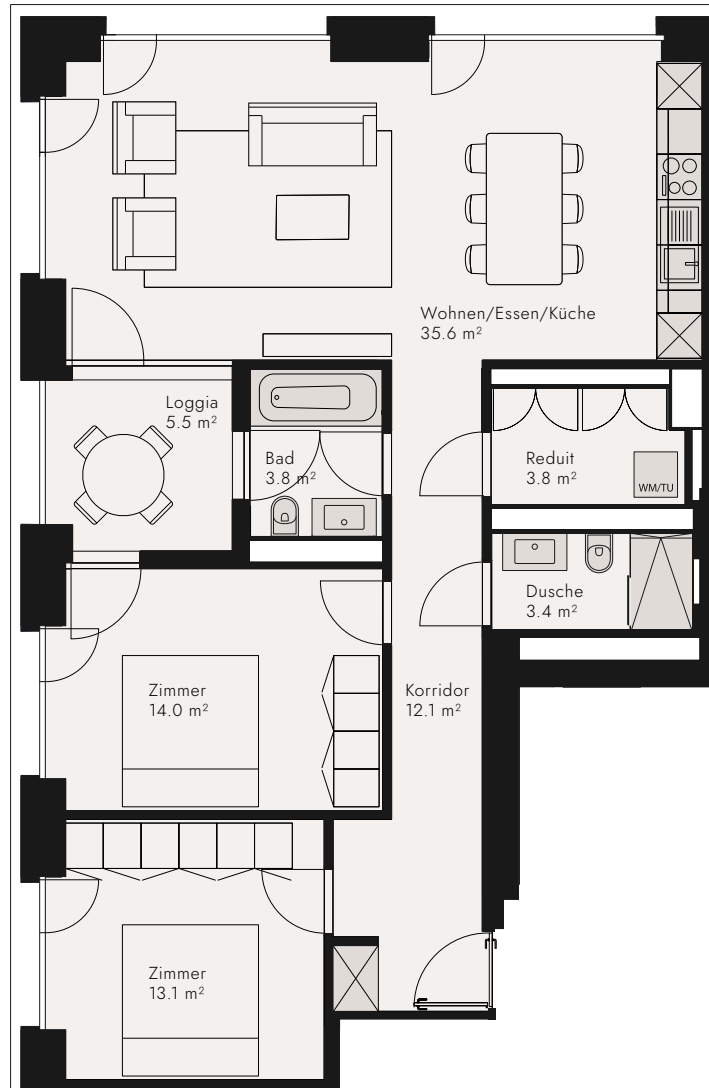 Wohnen/Essen/Küche
35.6 m²
Loggia
5.5 m²
Bad
3.8 m²
Reduit
3.8 m²
WM/TU
Dusche
3.4 m²
Zimmer
14.0 m²
Korridor
12.1 m²
Zimmer
13.1 m²